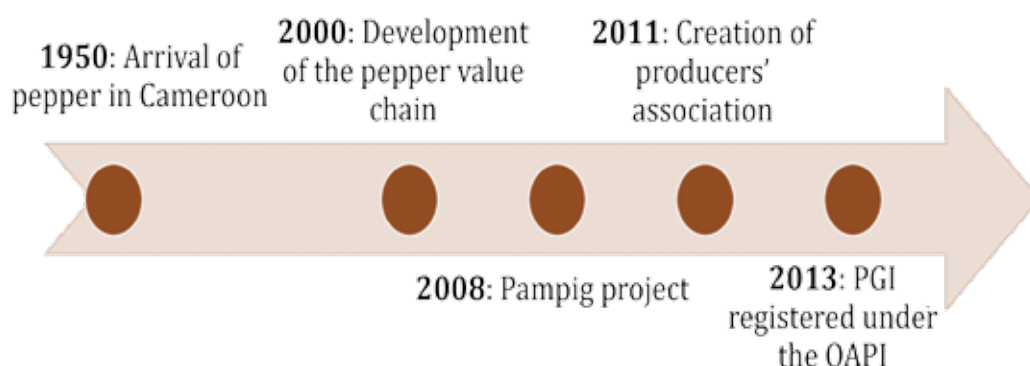 1950: Arrival of
pepper in Cameroon
2000: Development
of the pepper value
chain
2008: Pampig project
2011: Creation of
producers’
association
2013: PGI
registered under
the OAPI